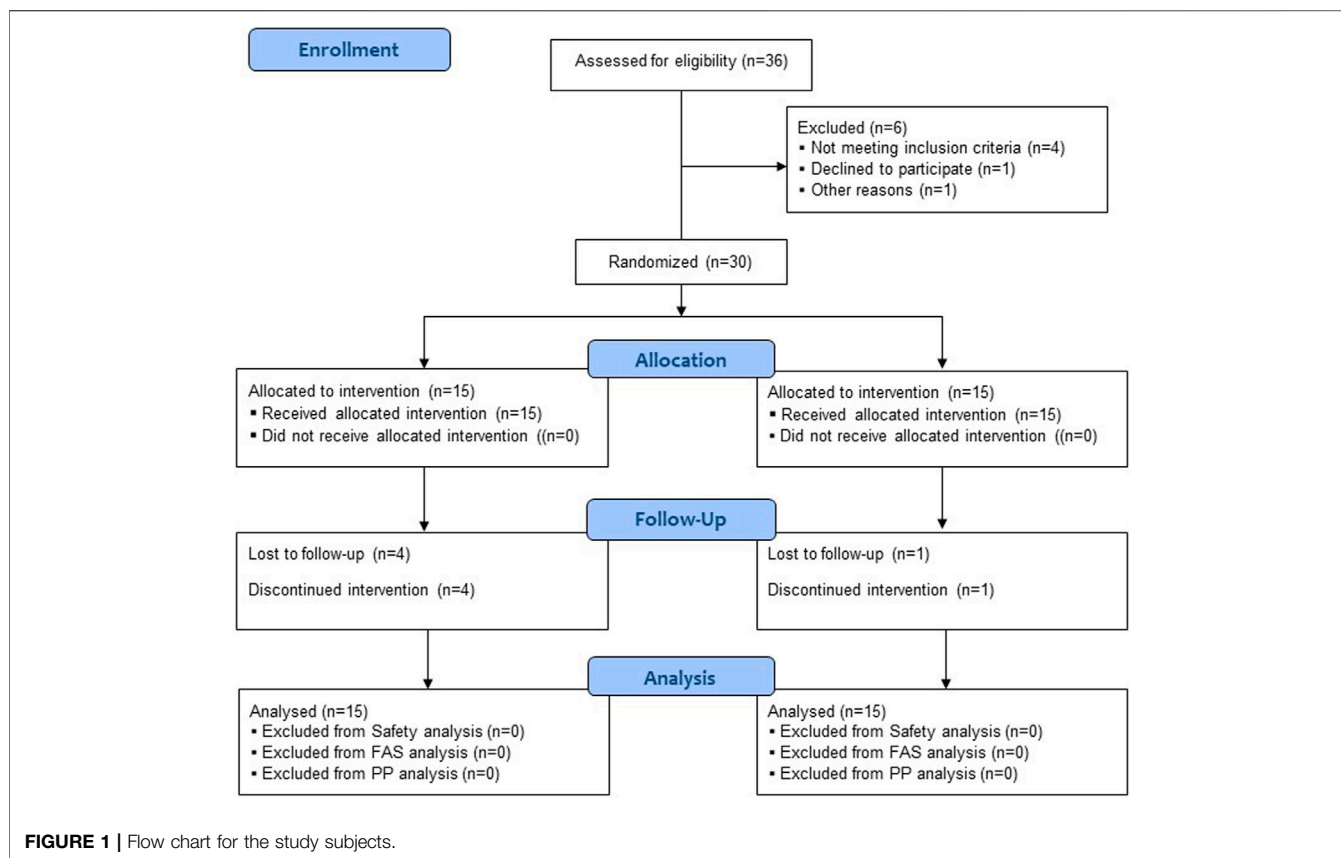 Enrollment
Assessed for eligibility (n=36)
Excluded (n=6)
▪ Not meeting inclusion criteria (n=4)
▪ Declined to participate (n=1)
▪ Other reasons (n=1)
Randomized (n=30)
Allocation
Allocated to intervention (n=15)
▪ Received allocated intervention (n=15)
▪ Did not receive allocated intervention ((n=0)
Allocated to intervention (n=15)
▪ Received allocated intervention (n=15)
▪ Did not receive allocated intervention ((n=0)
Follow-Up
Lost to follow-up (n=4)
Discontinued intervention (n=4)
Lost to follow-up (n=1)
Discontinued intervention (n=1)
Analysis
Analysed (n=15)
▪ Excluded from Safety analysis (n=0)
▪ Excluded from FAS analysis (n=0)
▪ Excluded from PP analysis (n=0)
Analysed (n=15)
▪ Excluded from Safety analysis (n=0)
▪ Excluded from FAS analysis (n=0)
▪ Excluded from PP analysis (n=0)
FIGURE 1 | Flow chart for the study subjects.